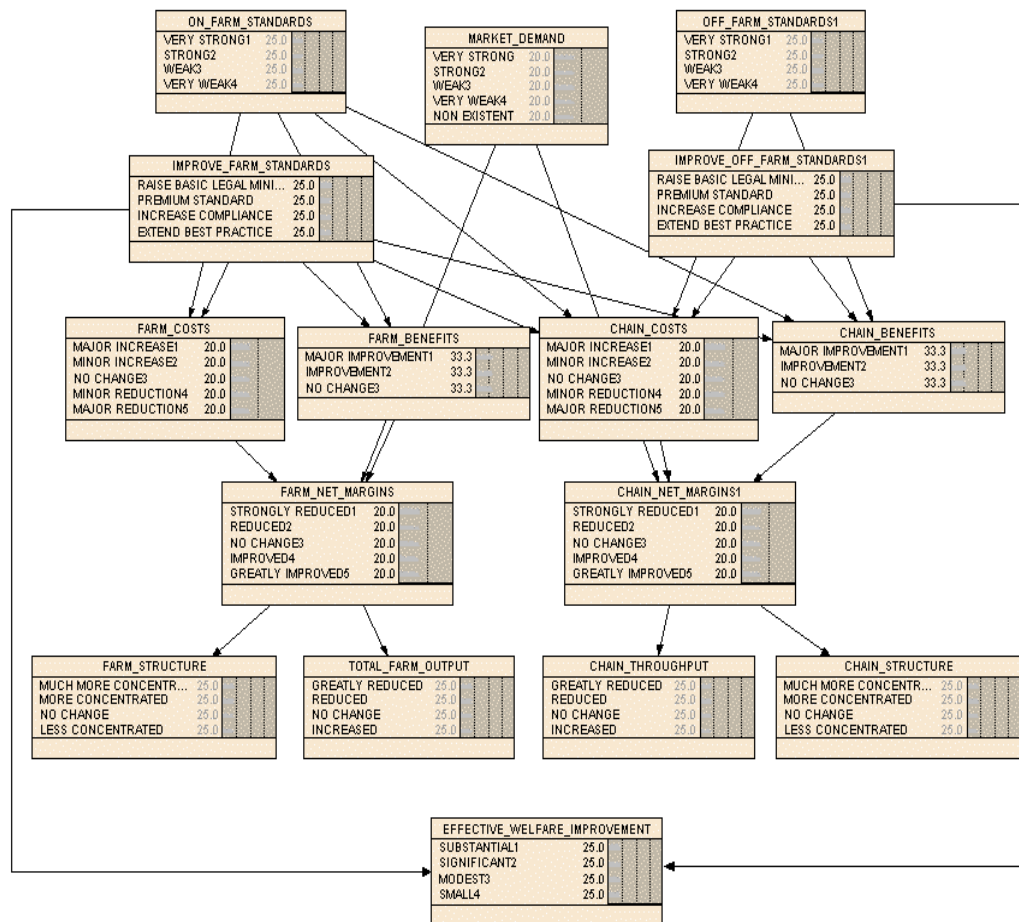 ON_FARM_STANDARDS
VERY STRONG1 25.0
STRONG2 25.0
WEAK3 25.0
VERY WEAK4 25.0
MARKET_DEMAND
VERY STRONG 20.0
STRONG2 20.0
WEAK3 20.0
VERY WEAK4 20.0
NON EXISTENT 20.0
OFF_FARM_STANDARDS1
VERY STRONG1 25.0
STRONG2 25.0
WEAK3 25.0
VERY WEAK4 25.0
IMPROVE_FARM_STANDARDS
RAISE BASIC LEGAL MINI... 25.0
PREMIUM STANDARD 25.0
INCREASE COMPLIANCE 25.0
EXTEND BEST PRACTICE 25.0
IMPROVE_OFF_FARM_STANDARDS1
RAISE BASIC LEGAL MINI... 25.0
PREMIUM STANDARD 25.0
INCREASE COMPLIANCE 25.0
EXTEND BEST PRACTICE 25.0
FARM_COSTS
MAJOR INCREASE1 20.0
MINOR INCREASE2 20.0
NO CHANGE3 20.0
MINOR REDUCTION4 20.0
MAJOR REDUCTION5 20.0
FARM_BENEFITS
MAJOR IMPROVEMENT1 33.3
IMPROVEMENT2 33.3
NO CHANGE3 33.3
CHAIN_COSTS
MAJOR INCREASE1 20.0
MINOR INCREASE2 20.0
NO CHANGE3 20.0
MINOR REDUCTION4 20.0
MAJOR REDUCTION5 20.0
CHAIN_BENEFITS
MAJOR IMPROVEMENT1 33.3
IMPROVEMENT2 33.3
NO CHANGE3 33.3
FARM_NET_MARGINS
STRONGLY REDUCED1 20.0
REDUCED2 20.0
NO CHANGE3 20.0
IMPROVED4 20.0
GREATLY IMPROVED5 20.0
CHAIN_NET_MARGINS1
STRONGLY REDUCED1 20.0
REDUCED2 20.0
NO CHANGE3 20.0
IMPROVED4 20.0
GREATLY IMPROVED5 20.0
FARM_STRUCTURE
MUCH MORE CONCENTR... 25.0
MORE CONCENTRATED 25.0
NO CHANGE 25.0
LESS CONCENTRATED 25.0
TOTAL_FARM_OUTPUT
GREATLY REDUCED 25.0
REDUCED 25.0
NO CHANGE 25.0
INCREASED 25.0
CHAIN_THROUGHPUT
GREATLY REDUCED 25.0
REDUCED 25.0
NO CHANGE 25.0
INCREASED 25.0
CHAIN_STRUCTURE
MUCH MORE CONCENTR... 25.0
MORE CONCENTRATED 25.0
NO CHANGE 25.0
LESS CONCENTRATED 25.0
EFFECTIVE_WELFARE_IMPROVEMENT
SUBSTANTIAL1 25.0
SIGNIFICANT2 25.0
MODEST3 25.0
SMALL4 25.0